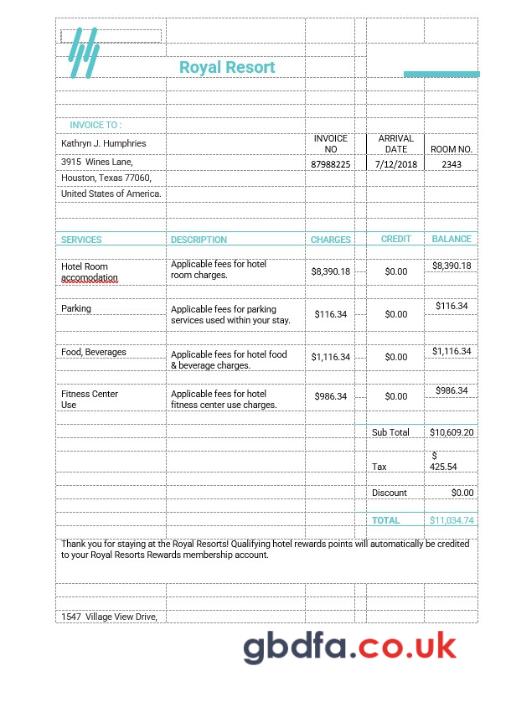 Royal Resort
INVOICE TO :
Kathryn J. Humphries
INVOICE NO
ARRIVAL DATE
ROOM NO.
3915 Wines Lane,
87988225
7/12/2018
2343
Houston, Texas 77060,
United States of America.
SERVICES DESCRIPTION CHARGES CREDIT BALANCE
Hotel Room
accomodation
Applicable fees for hotel
room charges.
$8,390.18
$0.00
$8,390.18
Parking
Applicable fees for parking
services used within your stay.
$116.34
$0.00
$116.34
Food, Beverages
Applicable fees for hotel food
& beverage charges.
$1,116.34
$0.00
$1,116.34
Fitness Center
Use
Applicable fees for hotel
fitness center use charges.
$986.34
$0.00
$986.34
Sub Total $10,609.20
Tax $ 425.54
Discount $0.00
TOTAL $11,034.74
Thank you for staying at the Royal Resorts! Qualifying hotel rewards points will automatically be credited
to your Royal Resorts Rewards membership account.
1547 Village View Drive,
gbdfa.co.uk